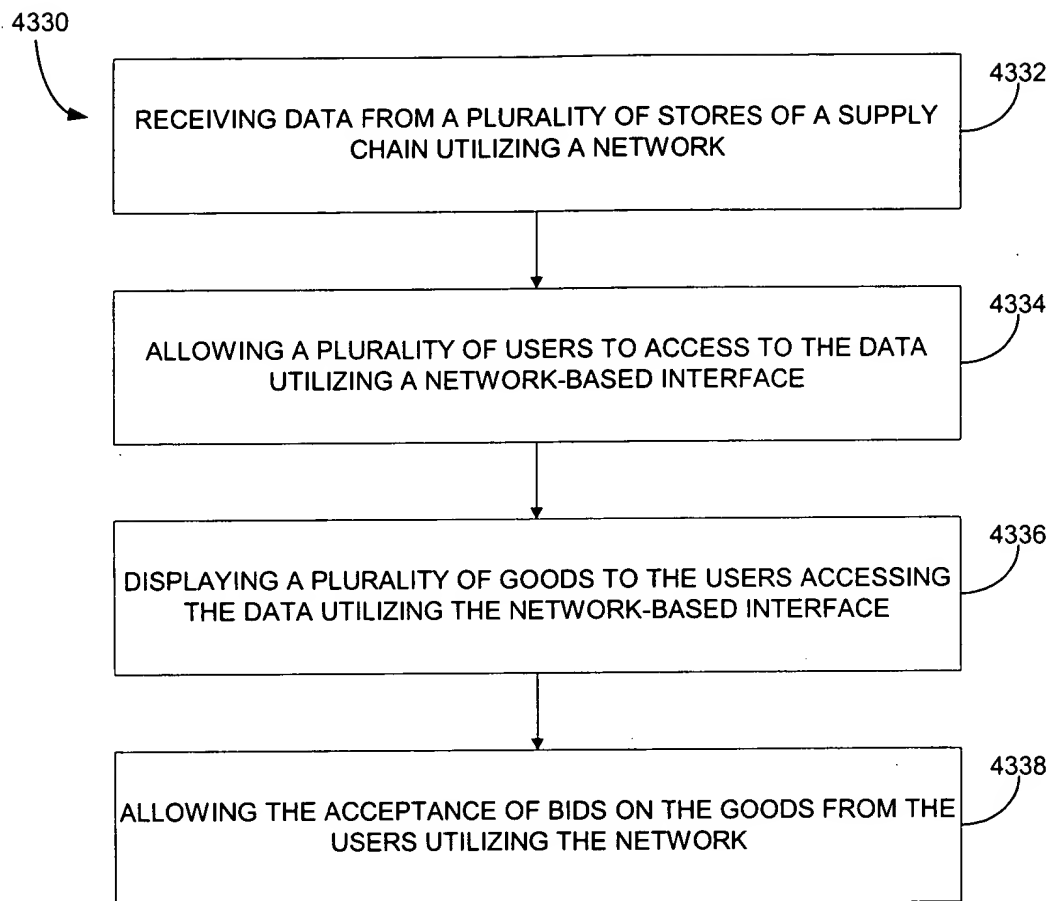 4330
4332
RECEIVING DATA FROM A PLURALITY OF STORES OF A SUPPLY
CHAIN UTILIZING A NETWORK
4334
ALLOWING A PLURALITY OF USERS TO ACCESS TO THE DATA
UTILIZING A NETWORK-BASED INTERFACE
4336
DISPLAYING A PLURALITY OF GOODS TO THE USERS ACCESSING
THE DATA UTILIZING THE NETWORK-BASED INTERFACE
4338
ALLOWING THE ACCEPTANCE OF BIDS ON THE GOODS FROM THE
USERS UTILIZING THE NETWORK